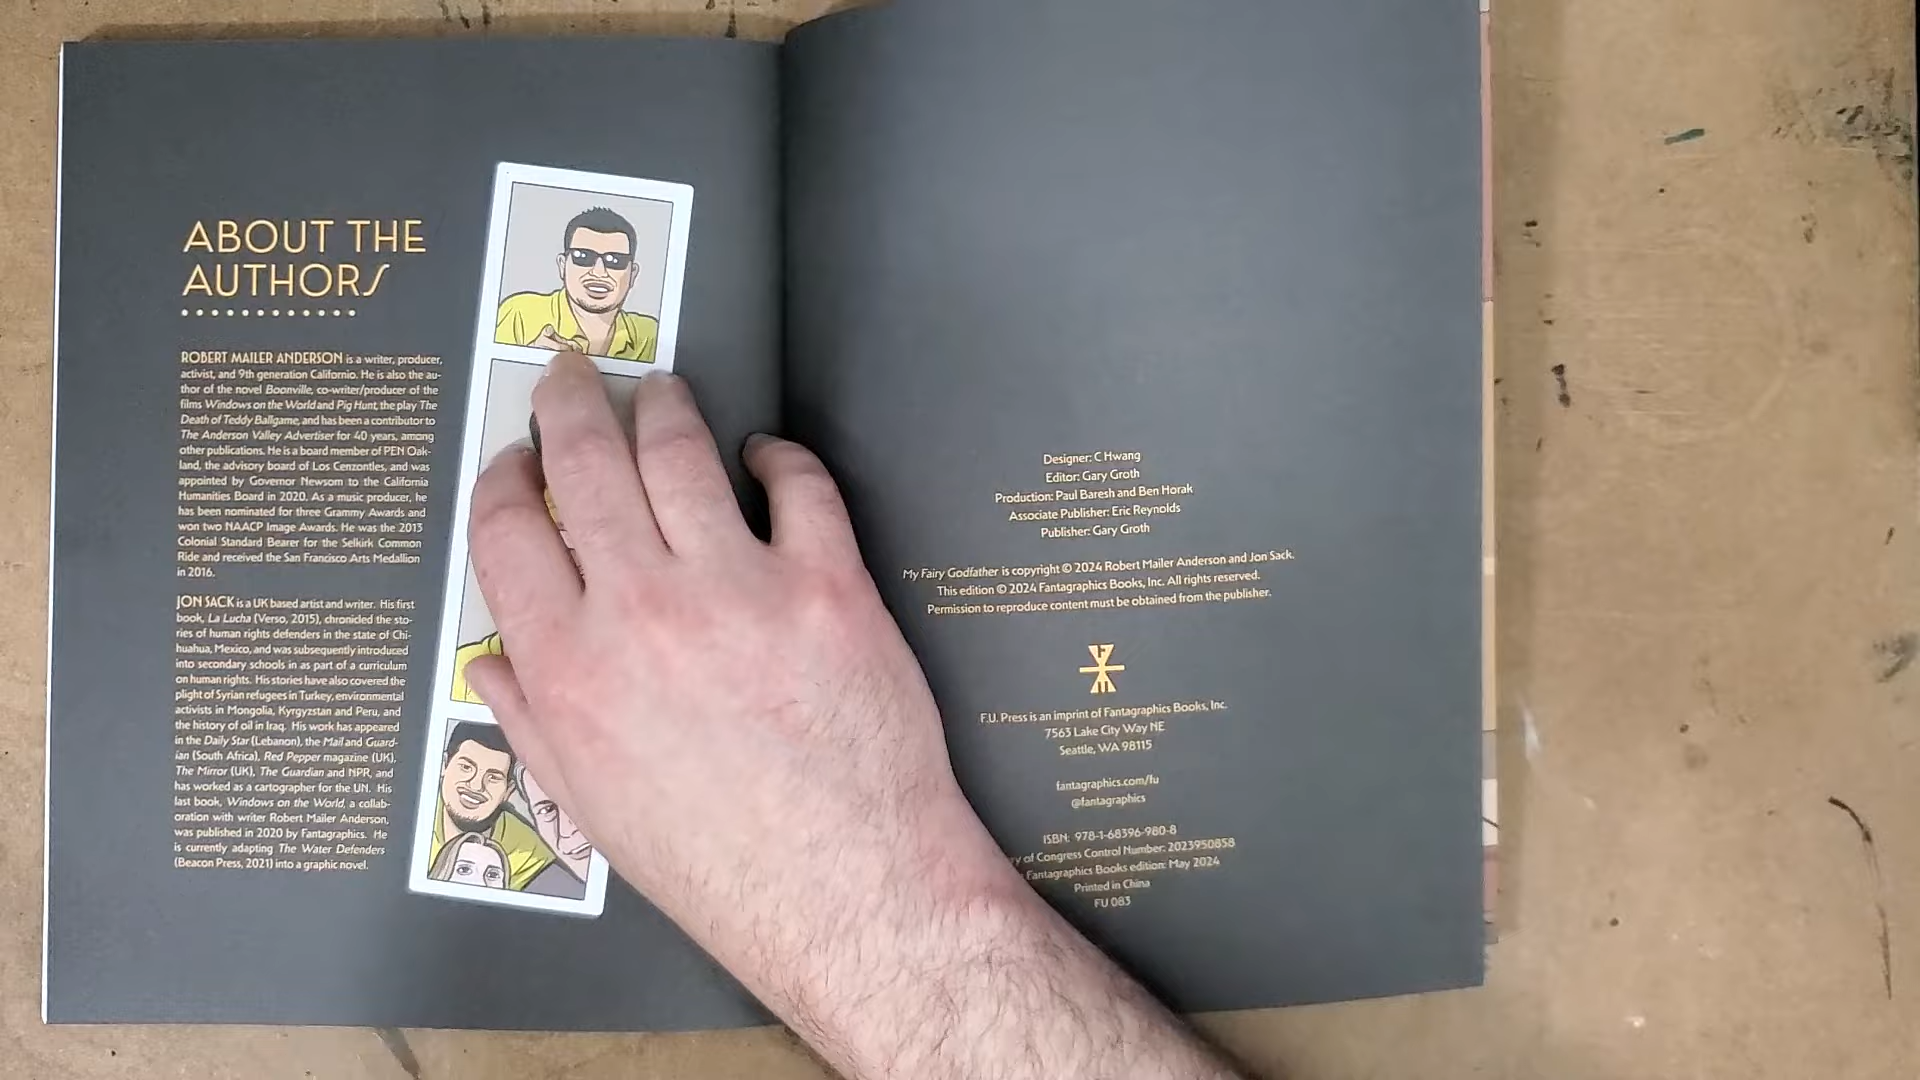 ABOUT THE
AUTHORS
ROBERT MAILER ANDERSON is a writer, producer,
activist, and 9th generation Californio. He is also the au-
thor of the novel Boonville, co-writer/producer of the
films Windows on the World and Pig Hunt, the play The
Death of Teddy Ballgame, and has been a contributor to
The Anderson Valley Advertiser for 40 years, among
other publications. He is a board member of PEN Oak-
land, the advisory board of Los Cenzontles, and was
appointed by Governor Newsom to the California
Humanities Board in 2020. As a music producer, he
has been nominated for three Grammy Awards and
won two NAACP Image Awards. He was the 2013
Colonial Standard Bearer for the Selkirk Common
Ride and received the San Francisco Arts Medallion
in 2016.
JON SACK is a UK based artist and writer. His first
book, La Lucha (Verso, 2015), chronicled the sto-
ries of human rights defenders in the state of Chi-
huahua, Mexico, and was subsequently introduced
into secondary schools in as part of a curriculum
on human rights. His stories have also covered the
plight of Syrian refugees in Turkey, environmental
activists in Mongolia, Kyrgyzstan and Peru, and
the history of oil in Iraq. His work has appeared
in the Daily Star (Lebanon), the Mail and Guard-
ian (South Africa), Red Pepper magazine (UK),
The Mirror (UK), The Guardian and NPR, and
has worked as a cartographer for the UN. His
last book, Windows on the World, a collab-
oration with writer Robert Mailer Anderson,
was published in 2020 by Fantagraphics. He
is currently adapting The Water Defenders
(Beacon Press, 2021) into a graphic novel.
Designer: C Hwang
Editor: Gary Groth
Production: Paul Baresh and Ben Horak
Associate Publisher: Eric Reynolds
Publisher: Gary Groth
My Fairy Godfather is copyright © 2024 Robert Mailer Anderson and Jon Sack.
This edition © 2024 Fantagraphics Books, Inc. All rights reserved.
Permission to reproduce content must be obtained from the publisher.
F.U. Press is an imprint of Fantagraphics Books, Inc.
7563 Lake City Way NE
Seattle, WA 98115
fantagraphics.com/fu
@fantagraphics
ISBN: 978-1-68396-980-8
of Congress Control Number: 2023950858
Fantagraphics Books edition: May 2024
Printed in China
FU 083